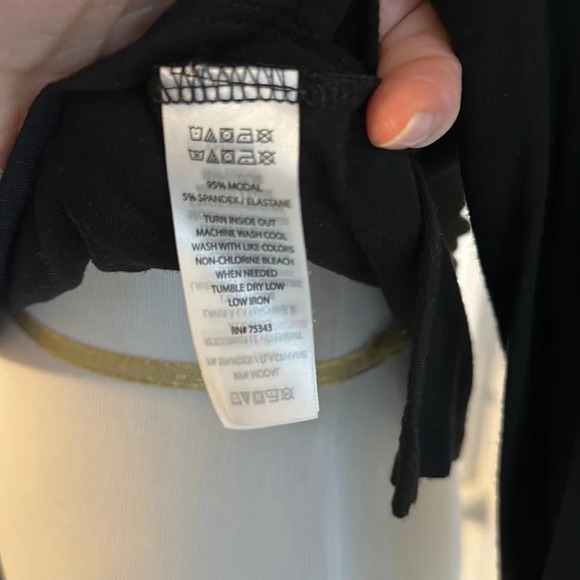 95% MODAL
5% SPANDEX / ELASTANE
TURN INSIDE OUT
MACHINE WASH COOL
WASH WITH LIKE COLORS
NON-CHLORINE BLEACH
WHEN NEEDED
TUMBLE DRY LOW
LOW IRON
RN# 75343